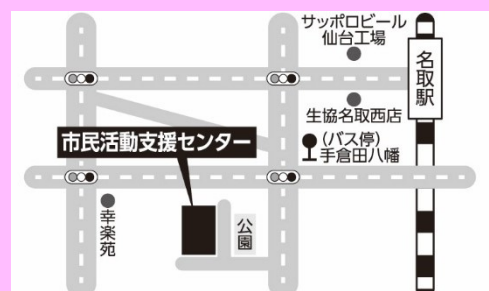 サッポロビール
仙台工場
名取駅
生協名取西店
(バス停)
手倉田八幡
市民活動支援センター
幸楽苑
公園